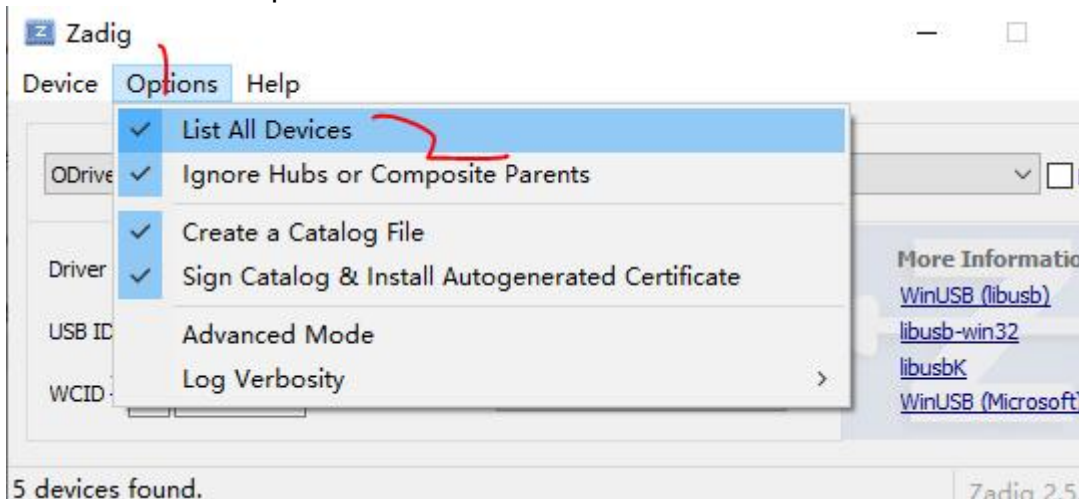 Zadig
Device Options Help
List All Devices
ODrive
Ignore Hubs or Composite Parents
Create a Catalog File
Driver
Sign Catalog & Install Autogenerated Certificate
More Informatio
WinUSB (libusb)
USB ID
Advanced Mode
libusb-win32
Log Verbosity
libusbK
WCID
WinUSB (Microsoft)
5 devices found.
Zadig 2.5